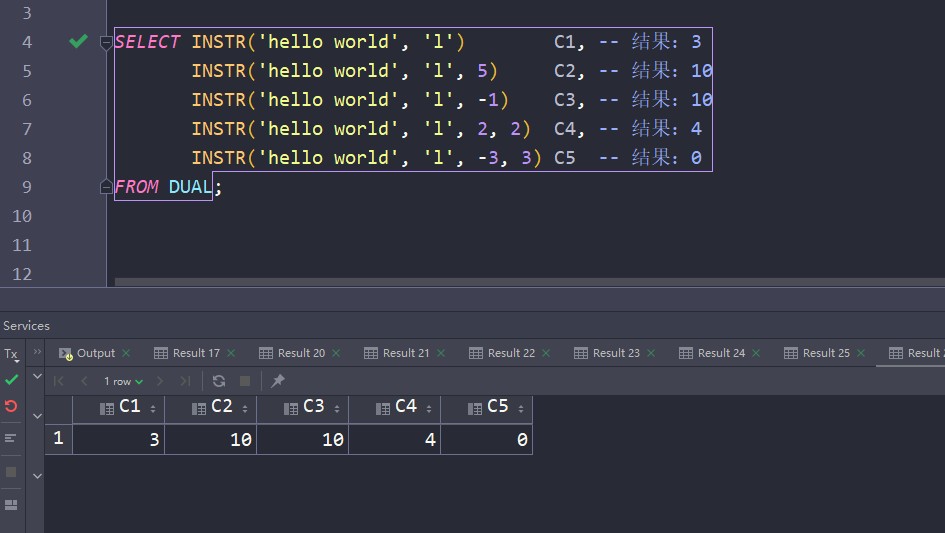 3
4 SELECT INSTR('hello world', 'l') C1, -- 结果：3
5 INSTR('hello world', 'l', 5) C2, -- 结果：10
6 INSTR('hello world', 'l', -1) C3, -- 结果：10
7 INSTR('hello world', 'l', 2, 2) C4, -- 结果：4
8 INSTR('hello world', 'l', -3, 3) C5 -- 结果：0
9 FROM DUAL;
10
11
12
Services
Tx Output Result 17 Result 20 Result 21 Result 22 Result 23 Result 24 Result 25 Result
1 row
C1 C2 C3 C4 C5
1 3 10 10 4 0